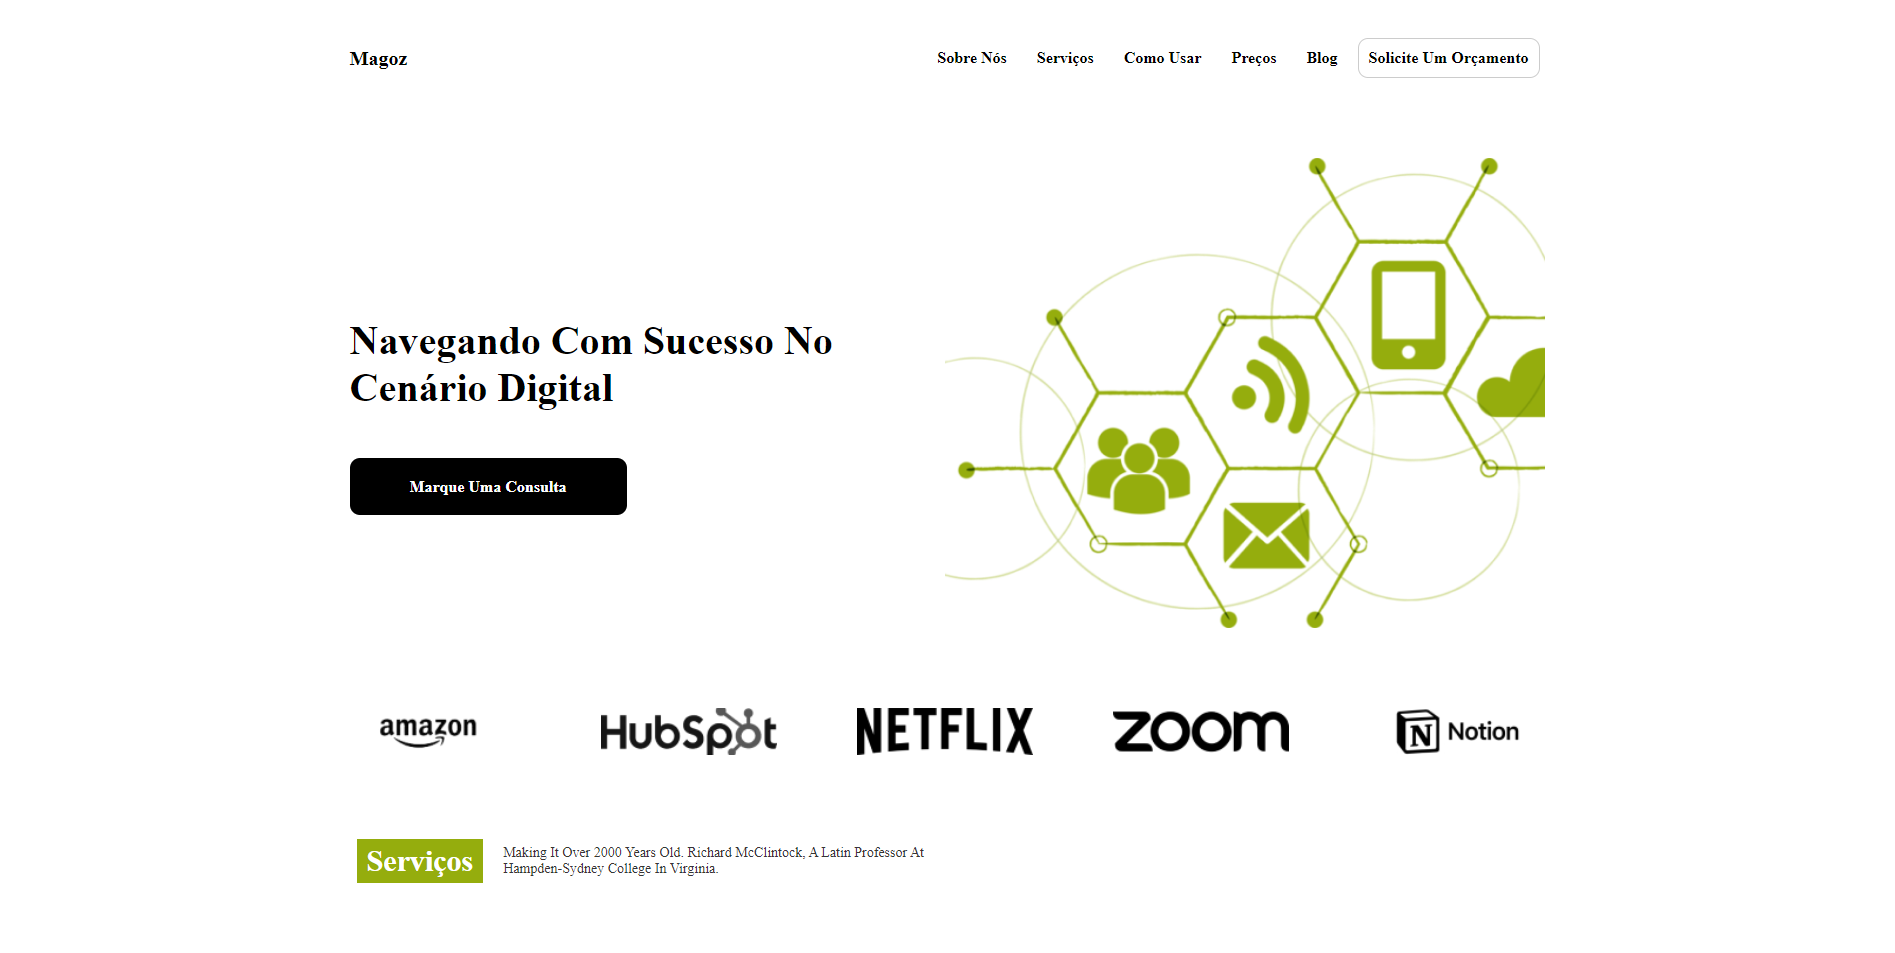 Magoz
Sobre Nós Serviços Como Usar Preços Blog Solicite Um Orçamento
Navegando Com Sucesso No
Cenário Digital
Marque Uma Consulta
amazon HubSpot NETFLIX zoom N Notion
Serviços
Making It Over 2000 Years Old. Richard McClintock, A Latin Professor At
Hampden-Sydney College In Virginia.